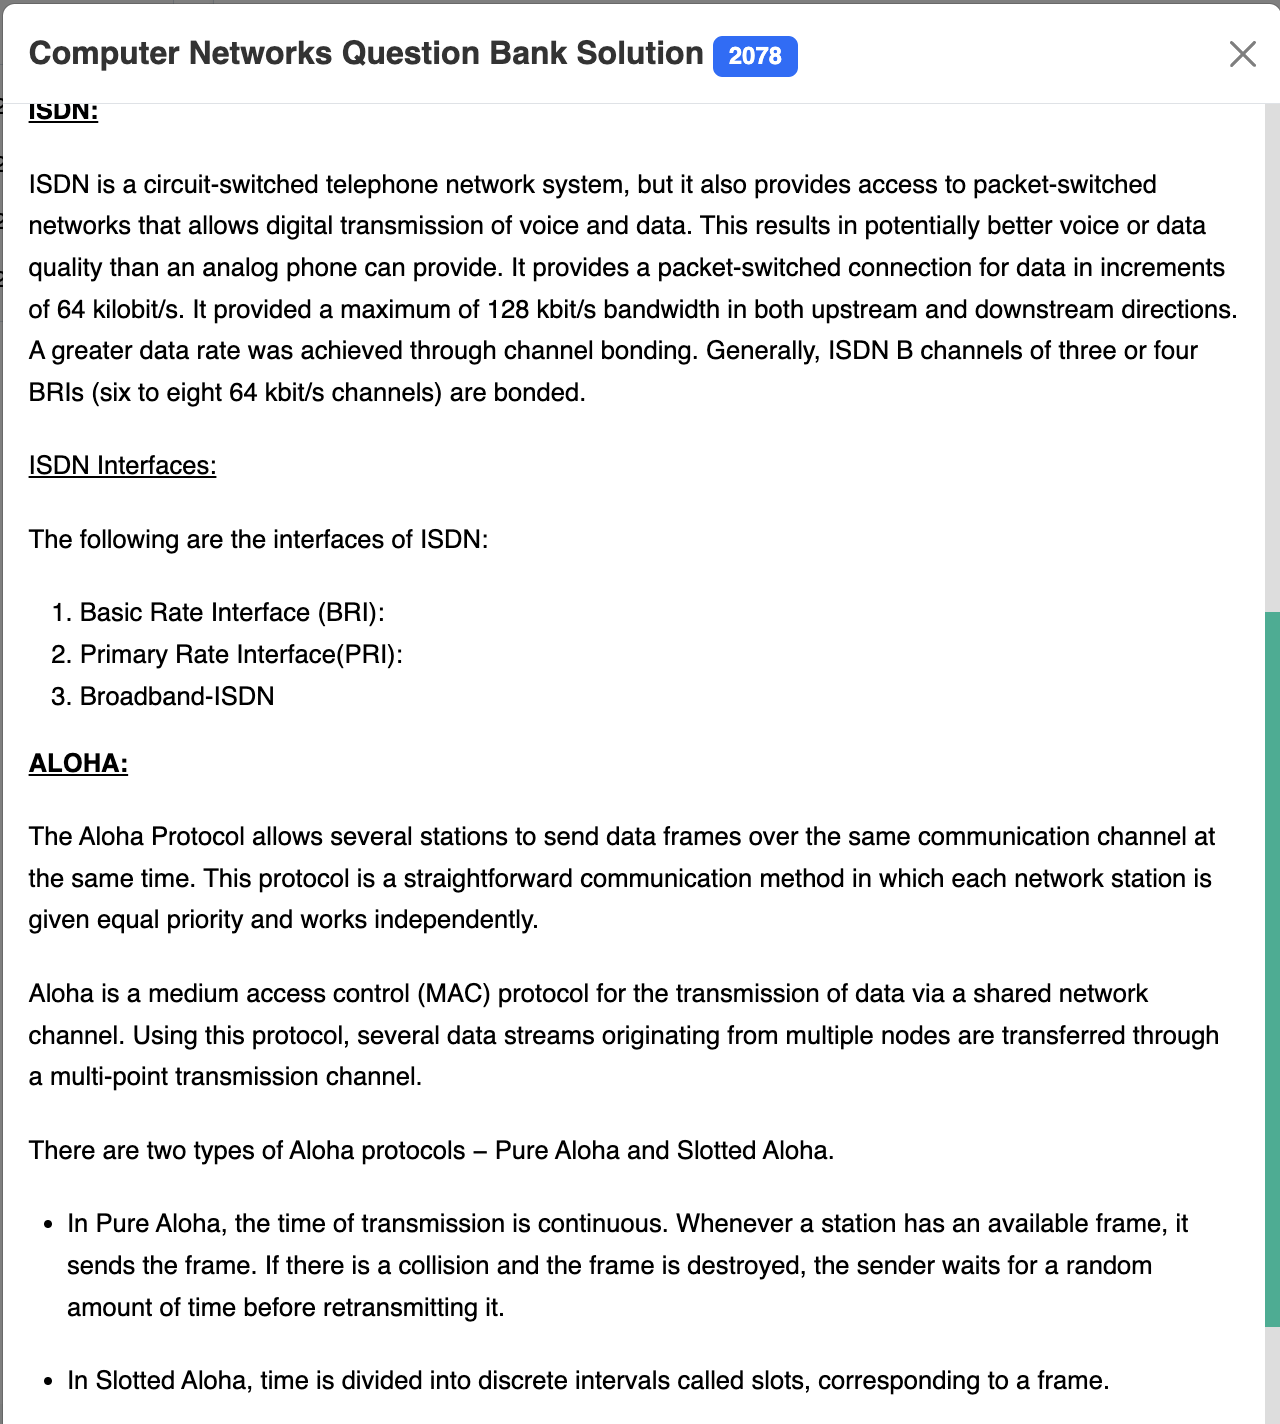 Computer Networks Question Bank Solution 2078
ISDN:
ISDN is a circuit-switched telephone network system, but it also provides access to packet-switched
networks that allows digital transmission of voice and data. This results in potentially better voice or data
quality than an analog phone can provide. It provides a packet-switched connection for data in increments
of 64 kilobit/s. It provided a maximum of 128 kbit/s bandwidth in both upstream and downstream directions.
A greater data rate was achieved through channel bonding. Generally, ISDN B channels of three or four
BRIs (six to eight 64 kbit/s channels) are bonded.
ISDN Interfaces:
The following are the interfaces of ISDN:
1. Basic Rate Interface (BRI):
2. Primary Rate Interface(PRI):
3. Broadband-ISDN
ALOHA:
The Aloha Protocol allows several stations to send data frames over the same communication channel at
the same time. This protocol is a straightforward communication method in which each network station is
given equal priority and works independently.
Aloha is a medium access control (MAC) protocol for the transmission of data via a shared network
channel. Using this protocol, several data streams originating from multiple nodes are transferred through
a multi-point transmission channel.
There are two types of Aloha protocols – Pure Aloha and Slotted Aloha.
• In Pure Aloha, the time of transmission is continuous. Whenever a station has an available frame, it
sends the frame. If there is a collision and the frame is destroyed, the sender waits for a random
amount of time before retransmitting it.
• In Slotted Aloha, time is divided into discrete intervals called slots, corresponding to a frame.